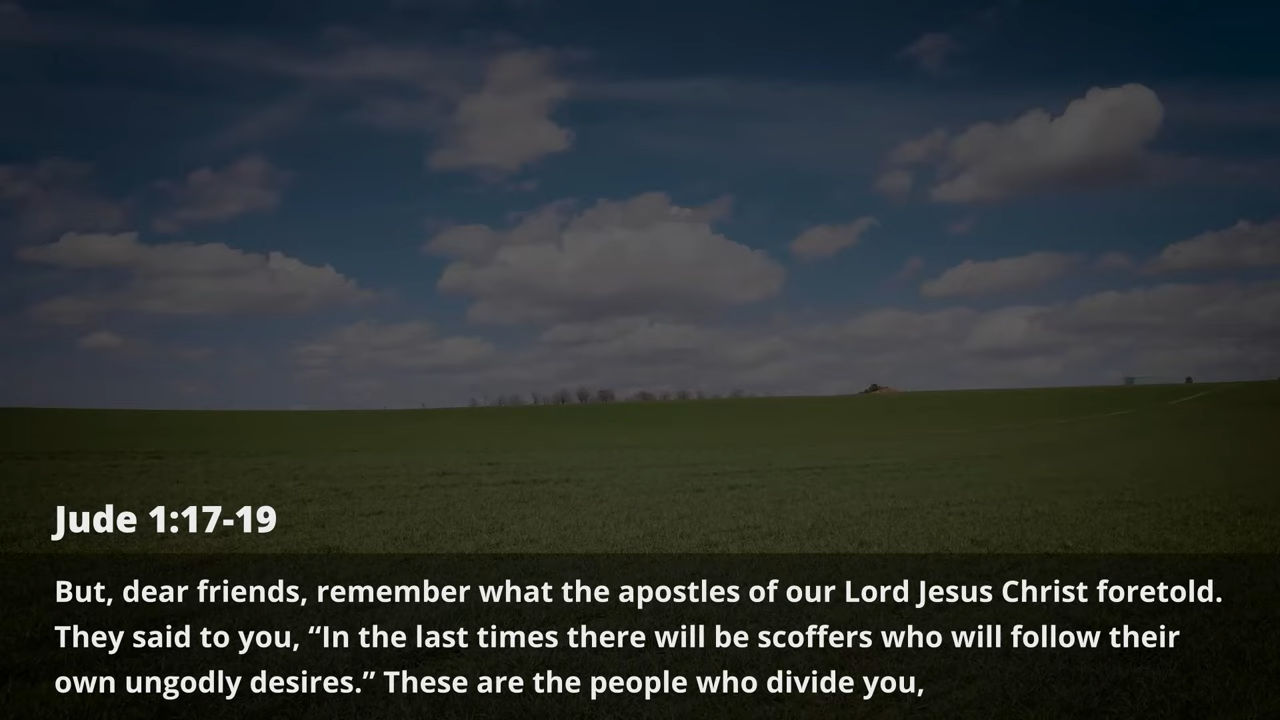 Jude 1:17-19
But, dear friends, remember what the apostles of our Lord Jesus Christ foretold.
They said to you, “In the last times there will be scoffers who will follow their
own ungodly desires.” These are the people who divide you,